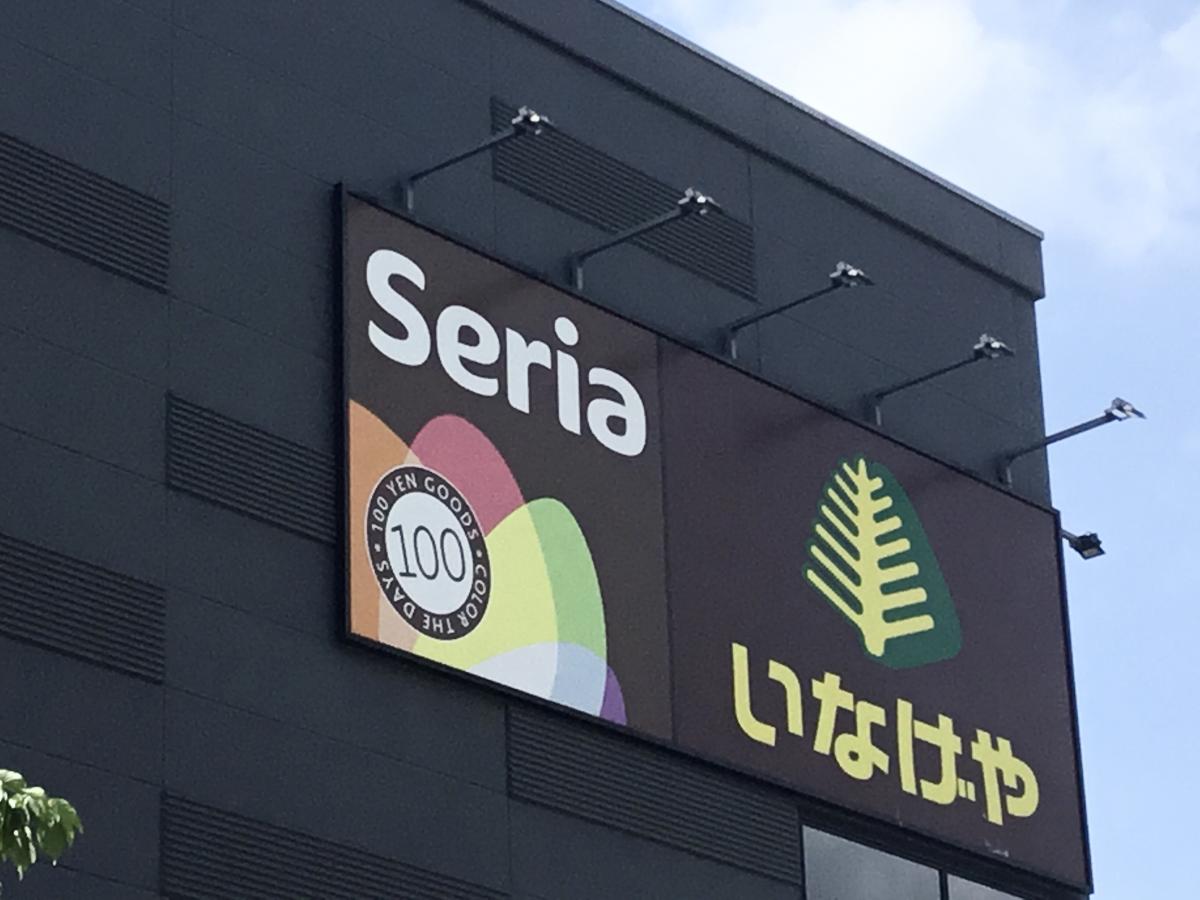 Seria
100 YEN GOODS
100
COLOR THE DAYS
いなげや